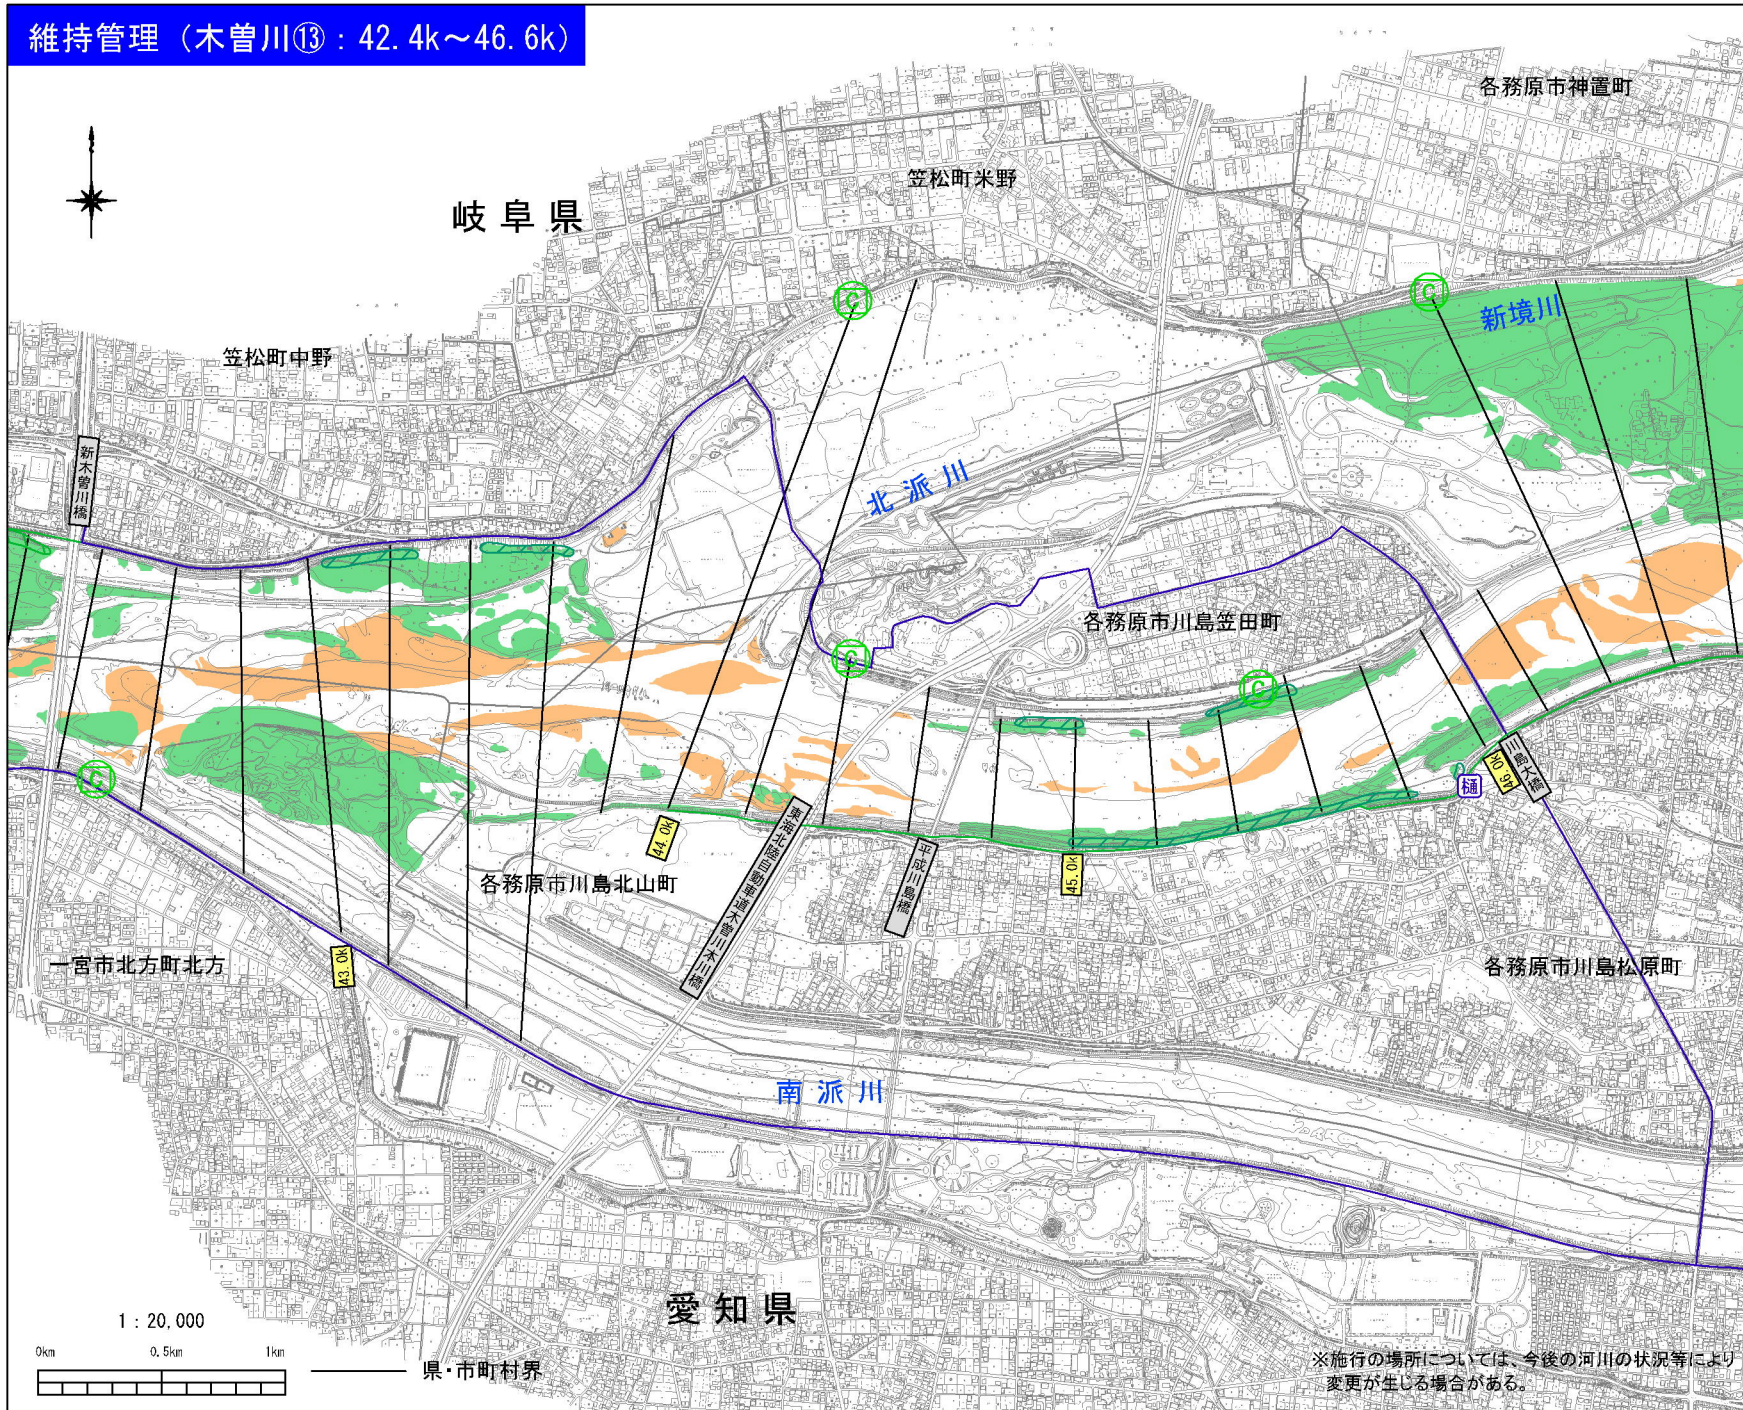 維持管理（木曽川⑬：42.4k～46.6k）
各務原市神置町
笠松町米野
岐阜県
C
C
新境川
笠松町中野
新木曽川橋
北派川
各務原市川島笠田町
C
C
C
樋
46.0k
川島大橋
44.0k
東海北陸自動車道木曽川本川橋
平成川島橋
45.0k
各務原市川島北山町
43.0k
一宮市北方町北方
各務原市川島松原町
南派川
愛知県
1：20,000
0km 0.5km 1km
県・市町村界
※施行の場所については、今後の河川の状況等により
変更が生じる場合がある。